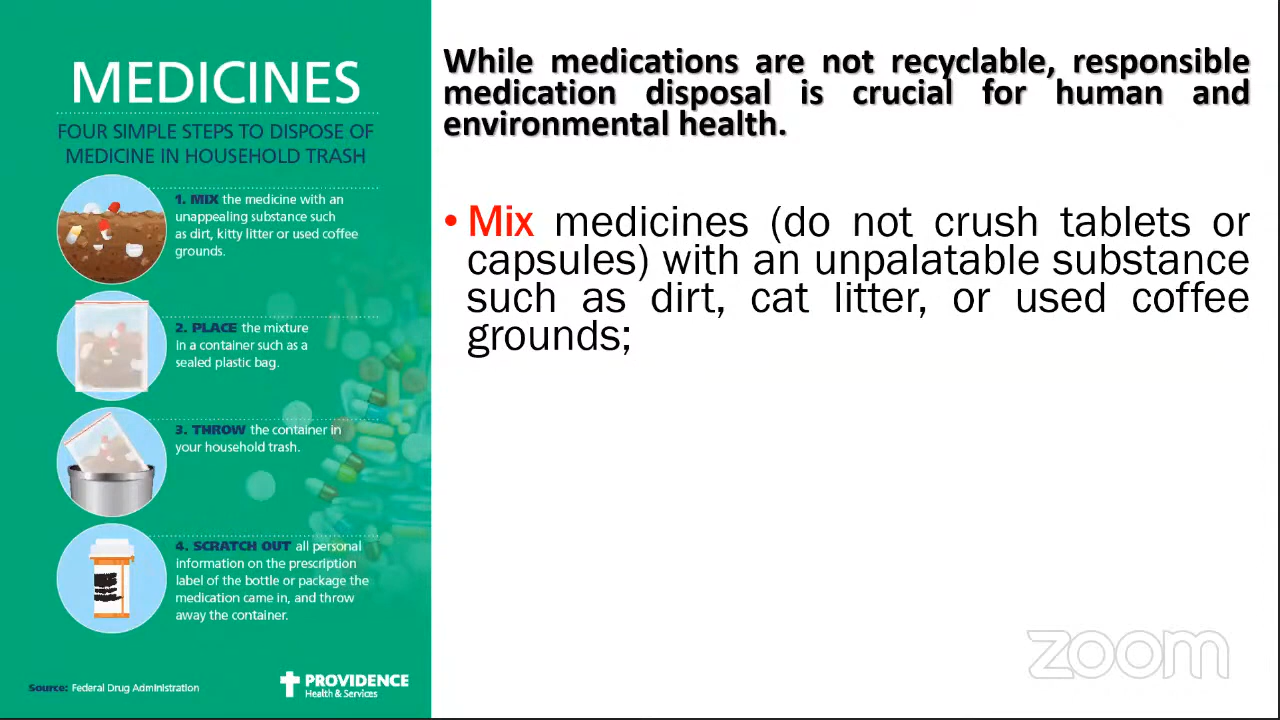 MEDICINES
FOUR SIMPLE STEPS TO DISPOSE OF
MEDICINE IN HOUSEHOLD TRASH
1. MIX the medicine with an
unappealing substance such
as dirt, kitty litter or used coffee
grounds.
2. PLACE the mixture
in a container such as a
sealed plastic bag.
3. THROW the container in
your household trash.
4. SCRATCH OUT all personal
information on the prescription
label of the bottle or package the
medication came in, and throw
away the container.
Source: Federal Drug Administration
PROVIDENCE
Health & Services
While medications are not recyclable, responsible
medication disposal is crucial for human and
environmental health.
• Mix medicines (do not crush tablets or
capsules) with an unpalatable substance
such as dirt, cat litter, or used coffee
grounds;
zoom